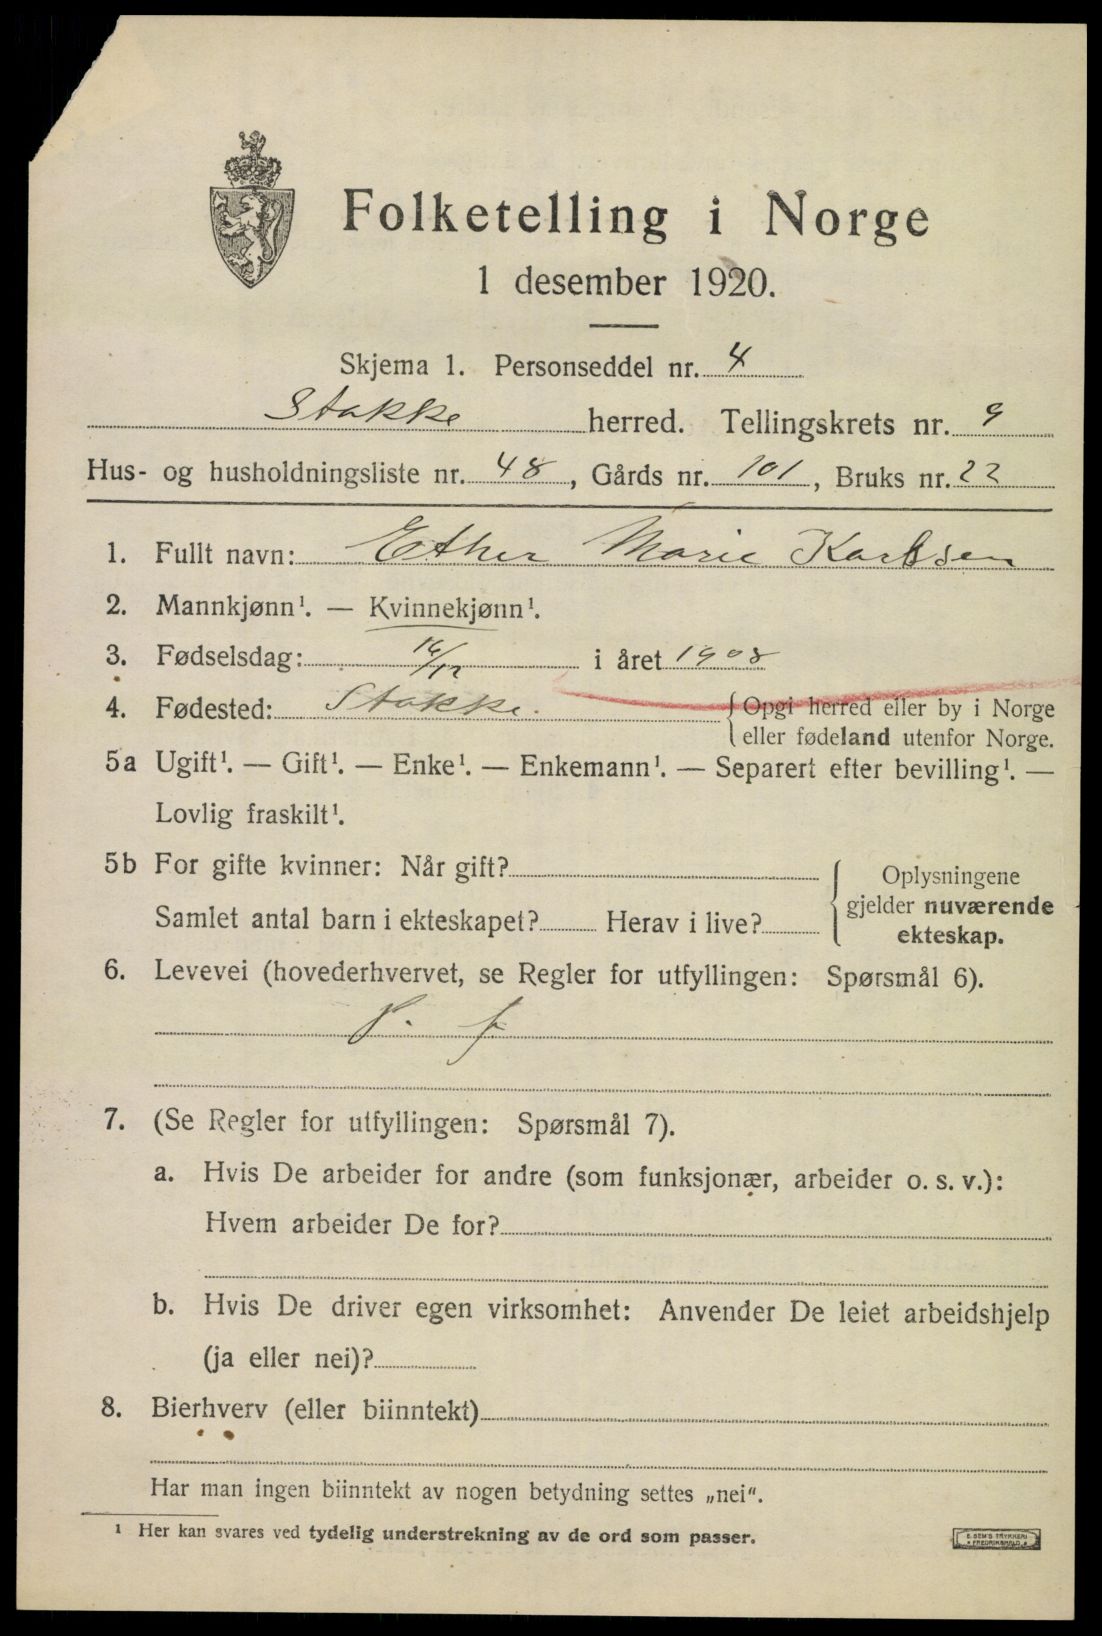 Folketelling i Norge
1 desember 1920.
Skjema 1. Personseddel nr. 4
Stokke herred. Tellingskrets nr. 9
Hus- og husholdningsliste nr. 48, Gårds nr. 101, Bruks nr. 22
1. Fullt navn: Esther Marie Karlsen
2. Mannkjønn¹. — Kvinnekjønn¹.
3. Fødselsdag: 16/12 i året 1908
4. Fødested: Stokke. Opgi herred eller by i Norge
eller fødeland utenfor Norge.
5a Ugift¹. — Gift¹. — Enke¹. — Enkemann¹. — Separert efter bevilling¹. —
Lovlig fraskilt¹.
5b For gifte kvinner: Når gift?
Samlet antal barn i ekteskapet? Herav i live?
Oplysningene
gjelder nuværende
ekteskap.
6. Levevei (hovederhvervet, se Regler for utfyllingen: Spørsmål 6).
7. (Se Regler for utfyllingen: Spørsmål 7).
a. Hvis De arbeider for andre (som funksjonær, arbeider o. s. v.):
Hvem arbeider De for?
b. Hvis De driver egen virksomhet: Anvender De leiet arbeidshjelp
(ja eller nei)?
8. Bierhverv (eller biinntekt)
Har man ingen biinntekt av nogen betydning settes „nei“.
¹ Her kan svares ved tydelig understrekning av de ord som passer.
E. SEM'S TRYKKERI
FREDRIKSHALD